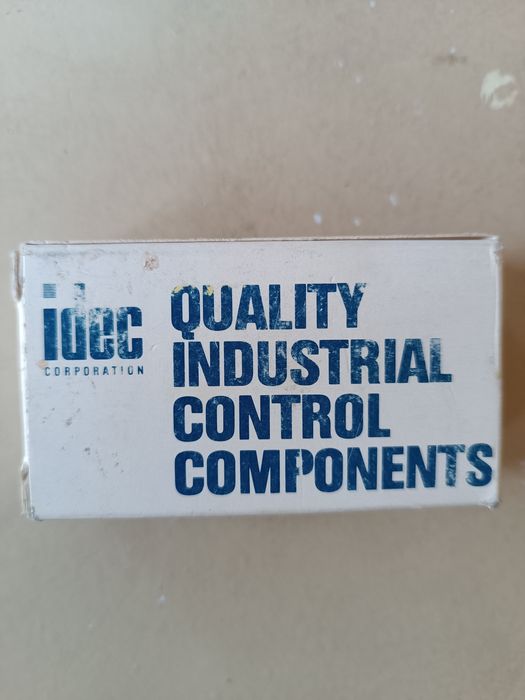 idec
CORPORATION
QUALITY
INDUSTRIAL
CONTROL
COMPONENTS